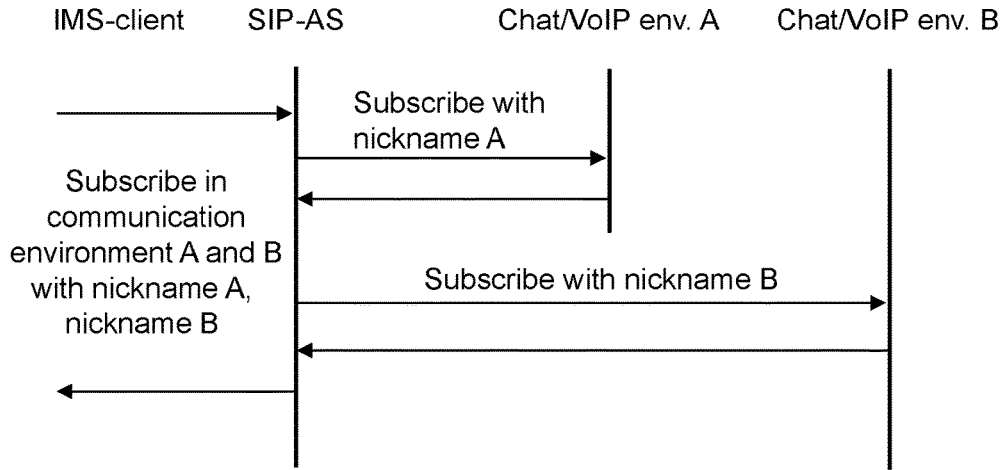 IMS-client SIP-AS Chat/VoIP env. A Chat/VoIP env. B
Subscribe with
nickname A
Subscribe in
communication
environment A and B
with nickname A,
nickname B
Subscribe with nickname B